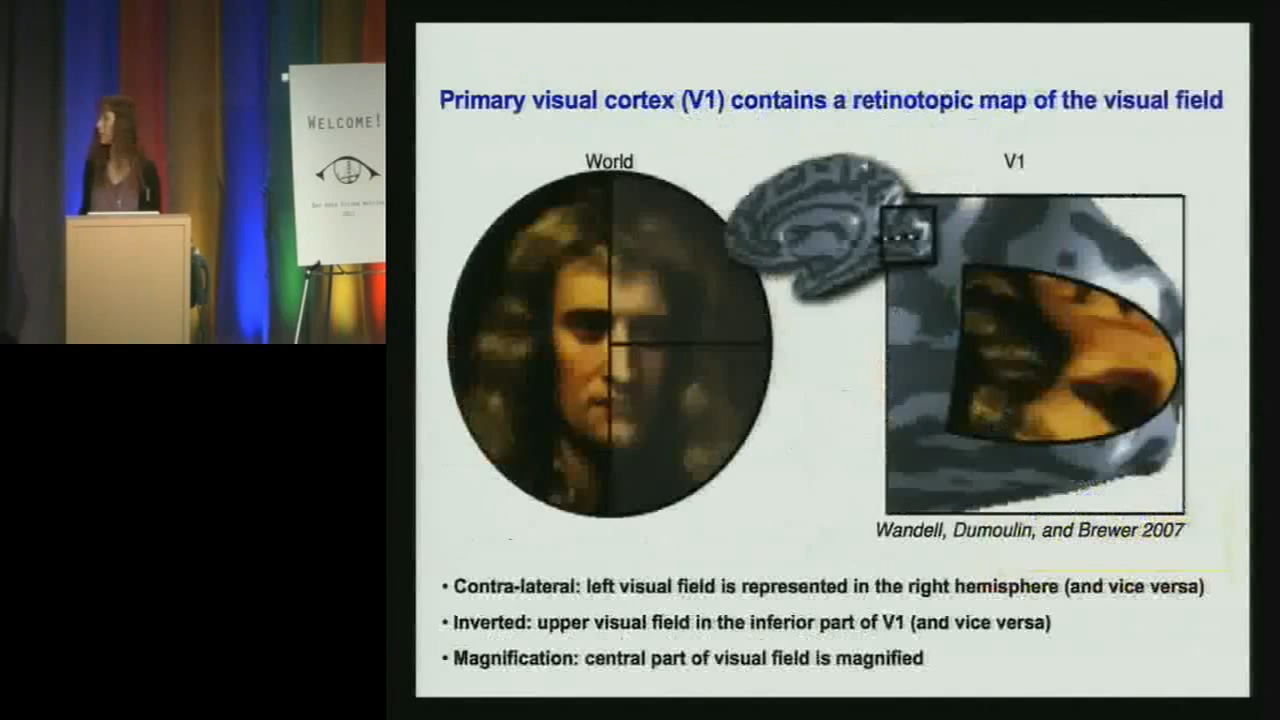 WELCOME!
Primary visual cortex (V1) contains a retinotopic map of the visual field
World
V1
Wandell, Dumoulin, and Brewer 2007
• Contra-lateral: left visual field is represented in the right hemisphere (and vice versa)
• Inverted: upper visual field in the inferior part of V1 (and vice versa)
• Magnification: central part of visual field is magnified